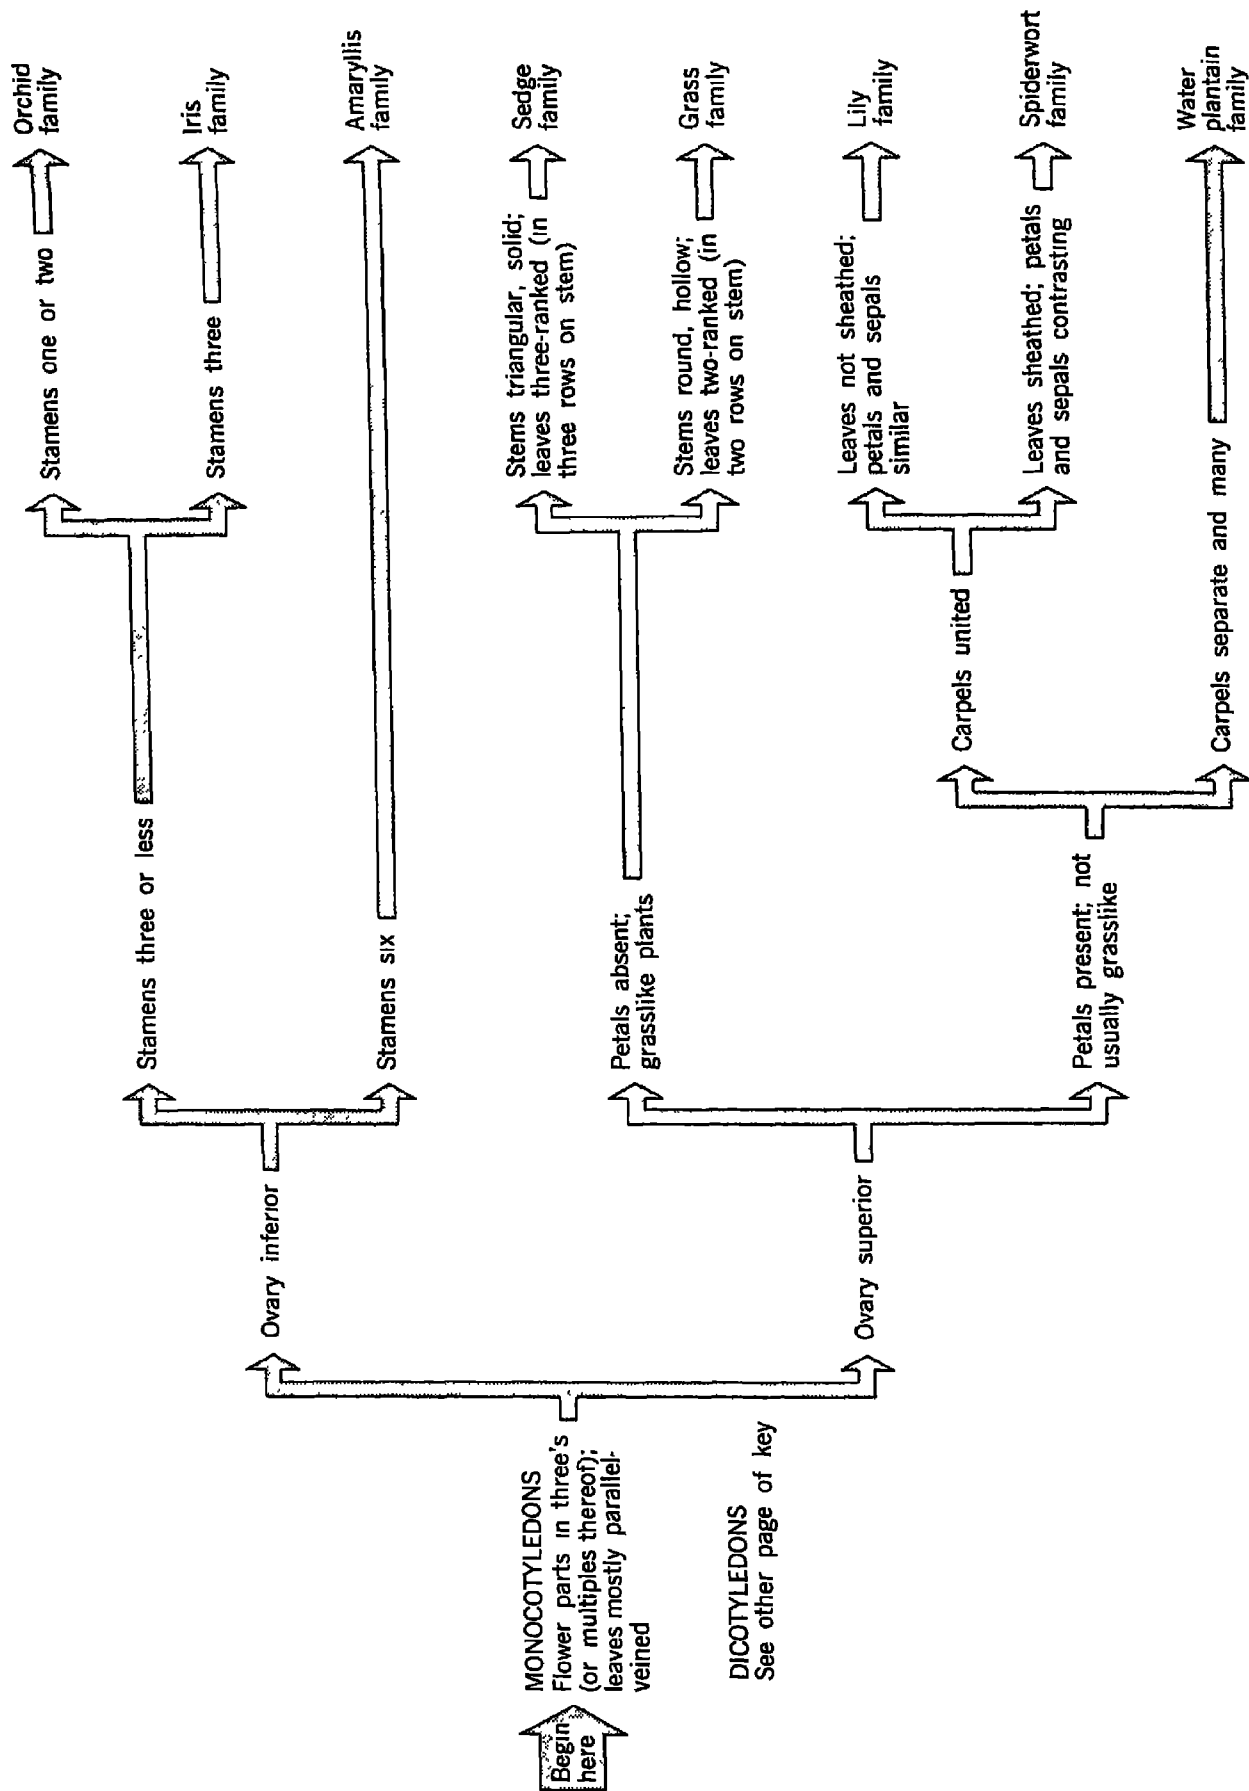 Begin
here
MONOCOTYLEDONS
Flower parts in three's
(or multiples thereof);
leaves mostly parallel-
veined
DICOTYLEDONS
See other page of key
Ovary inferior
Ovary superior
Stamens three or less
Stamens six
Petals absent;
grasslike plants
Petals present; not
usually grasslike
Carpels united
Carpels separate and many
Stamens one or two
Stamens three
Stems triangular, solid;
leaves three-ranked (in
three rows on stem)
Stems round, hollow;
leaves two-ranked (in
two rows on stem)
Leaves not sheathed;
petals and sepals
similar
Leaves sheathed; petals
and sepals contrasting
Orchid
family
Iris
family
Amaryllis
family
Sedge
family
Grass
family
Lily
family
Spiderwort
family
Water
plantain
family